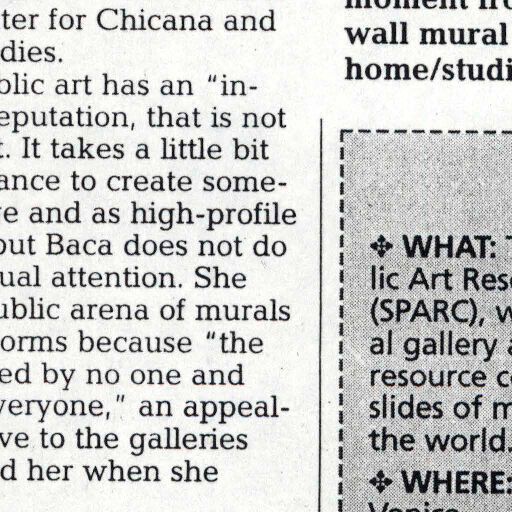 ter for Chicana and
dies.
blic art has an “in-
eputation, that is not
t. It takes a little bit
ance to create some-
e and as high-profile
but Baca does not do
ual attention. She
ublic arena of murals
orms because “the
ed by no one and
veryone,” an appeal-
ve to the galleries
d her when she
moment fro
wall mural
home/studi
WHAT: T
lic Art Res
(SPARC), w
al gallery a
resource c
slides of m
the world.
WHERE:
Venice